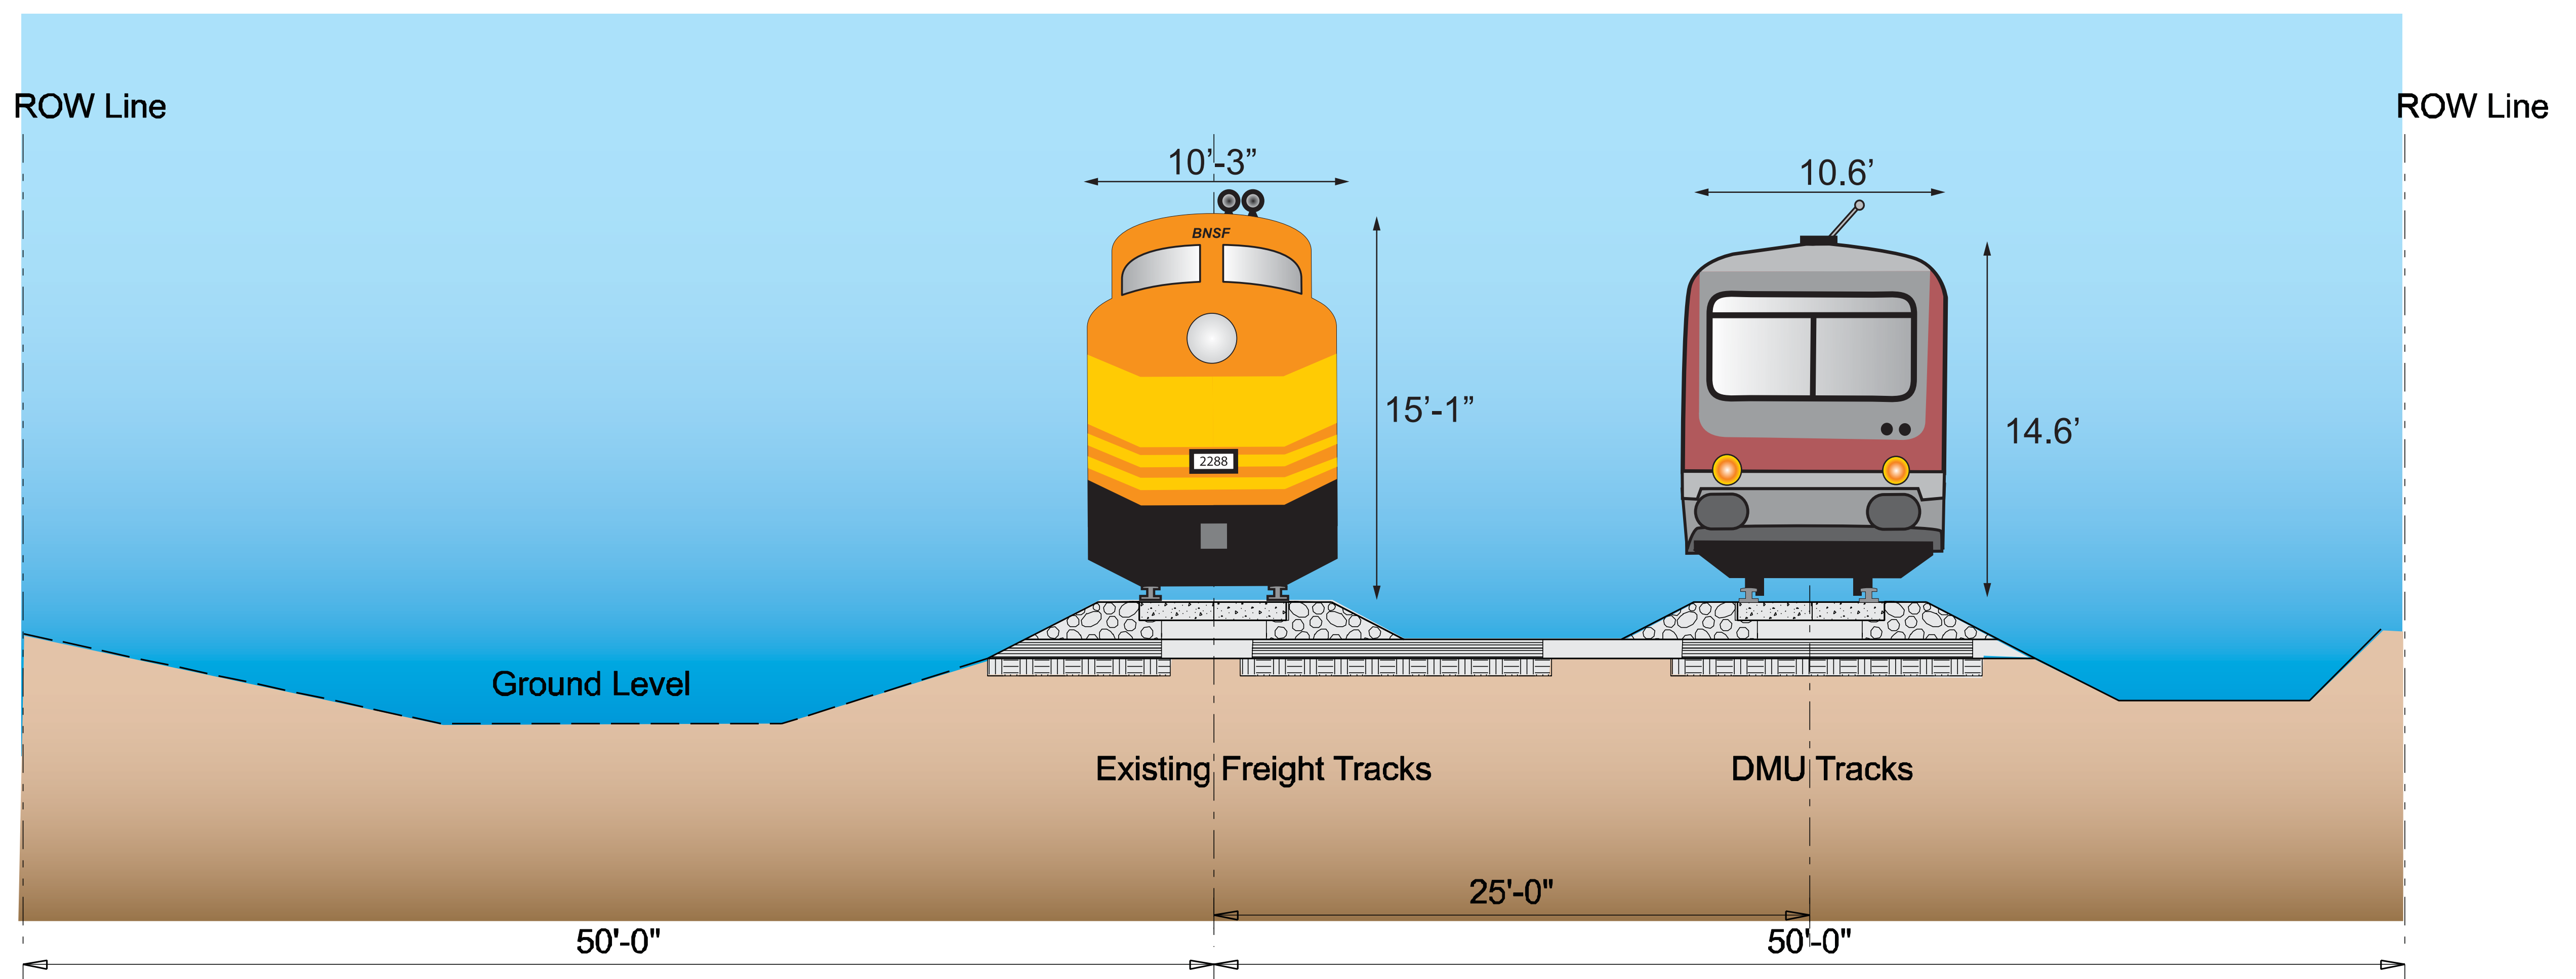 ROW Line
ROW Line
10’-3”
10.6’
BNSF
15’-1”
14.6’
2288
Ground Level
Existing Freight Tracks
DMU Tracks
25'-0"
50'-0"
50'-0"